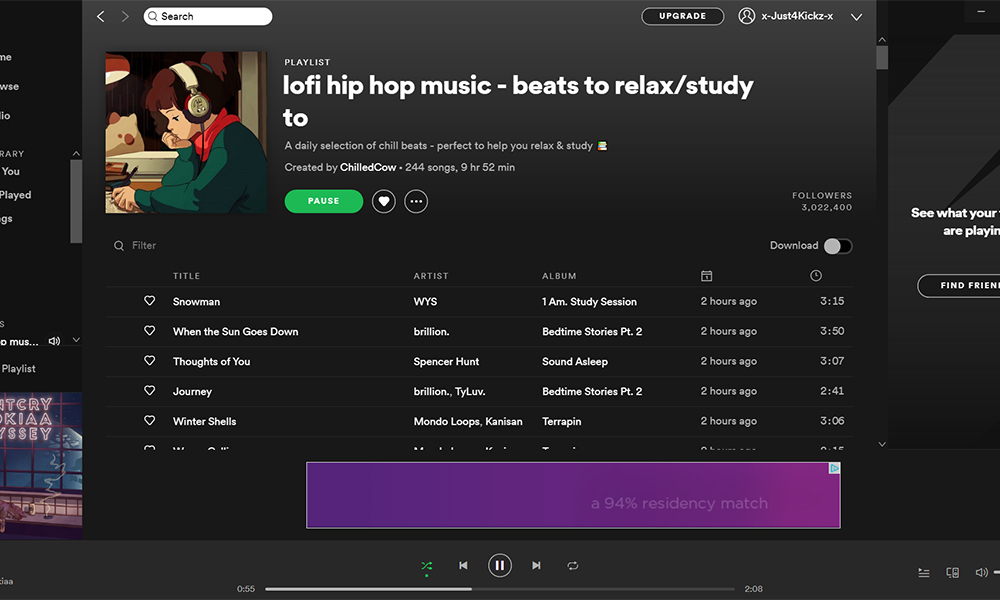 Search
UPGRADE
x-Just4Kickz-x
PLAYLIST
lofi hip hop music - beats to relax/study
to
A daily selection of chill beats - perfect to help you relax & study
Created by ChilledCow • 244 songs, 9 hr 52 min
PAUSE
FOLLOWERS
3,022,400
Filter
Download
TITLE ARTIST ALBUM
Snowman WYS 1 Am. Study Session 2 hours ago 3:15
When the Sun Goes Down brillion. Bedtime Stories Pt. 2 2 hours ago 3:50
Thoughts of You Spencer Hunt Sound Asleep 2 hours ago 3:07
Journey brillion., TyLuv. Bedtime Stories Pt. 2 2 hours ago 2:41
Winter Shells Mondo Loops, Kanisan Terrapin 2 hours ago 3:06
me
wse
io
RARY
You
Played
gs
S
p mus...
Playlist
NTCRY
OKIAA
YSSEY
See what your
are playin
FIND FRIEN
a 94% residency match
kiaa
0:55
2:08